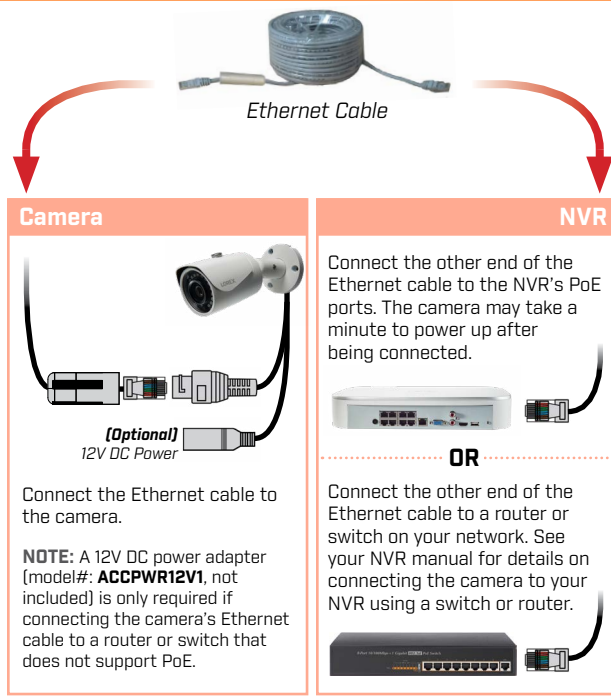 Ethernet Cable
Camera
LOREX
(Optional)
12V DC Power
Connect the Ethernet cable to
the camera.
NOTE: A 12V DC power adapter
(model#: ACCPWR12V1, not
included) is only required if
connecting the camera's Ethernet
cable to a router or switch that
does not support PoE.
NVR
Connect the other end of the
Ethernet cable to the NVR's PoE
ports. The camera may take a
minute to power up after
being connected.
OR
Connect the other end of the
Ethernet cable to a router or
switch on your network. See
your NVR manual for details on
connecting the camera to your
NVR using a switch or router.